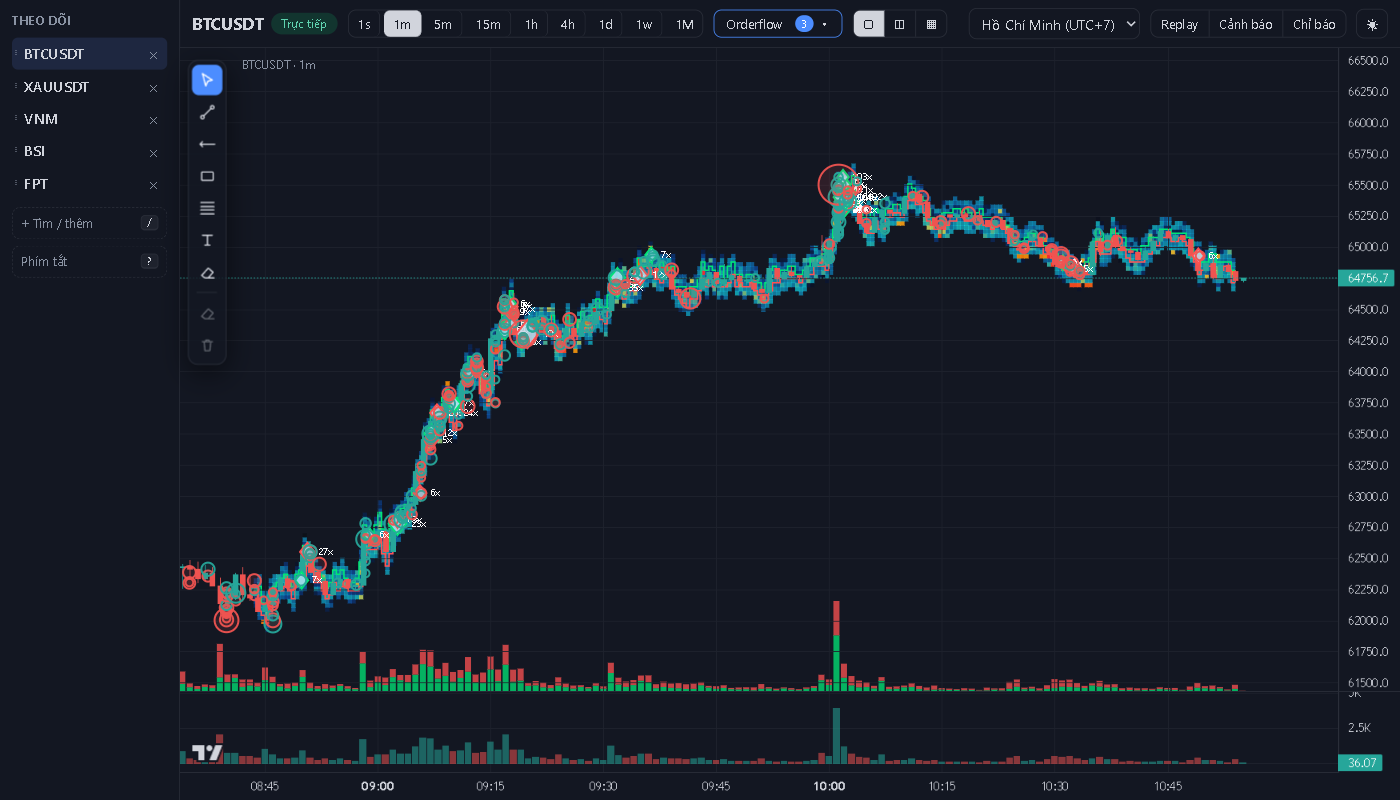 THEO DÕI
BTCUSDT
XAUUSDT
VNM
BSI
FPT
+ Tìm / thêm /
Phím tắt ?
BTCUSDT Trực tiếp 1s 1m 5m 15m 1h 4h 1d 1w 1M Orderflow 3 Hồ Chí Minh (UTC+7) Replay Cảnh báo Chỉ báo
BTCUSDT · 1m
T
66500.0
66250.0
66000.0
65750.0
65500.0
65250.0
65000.0
64756.7
64500.0
64250.0
64000.0
63750.0
63500.0
63250.0
63000.0
62750.0
62500.0
62250.0
62000.0
61750.0
61500.0
2.5K
36.07
7x
6x
12x
5x
6x
6x
27x
7x
08:45 09:00 09:15 09:30 09:45 10:00 10:15 10:30 10:45